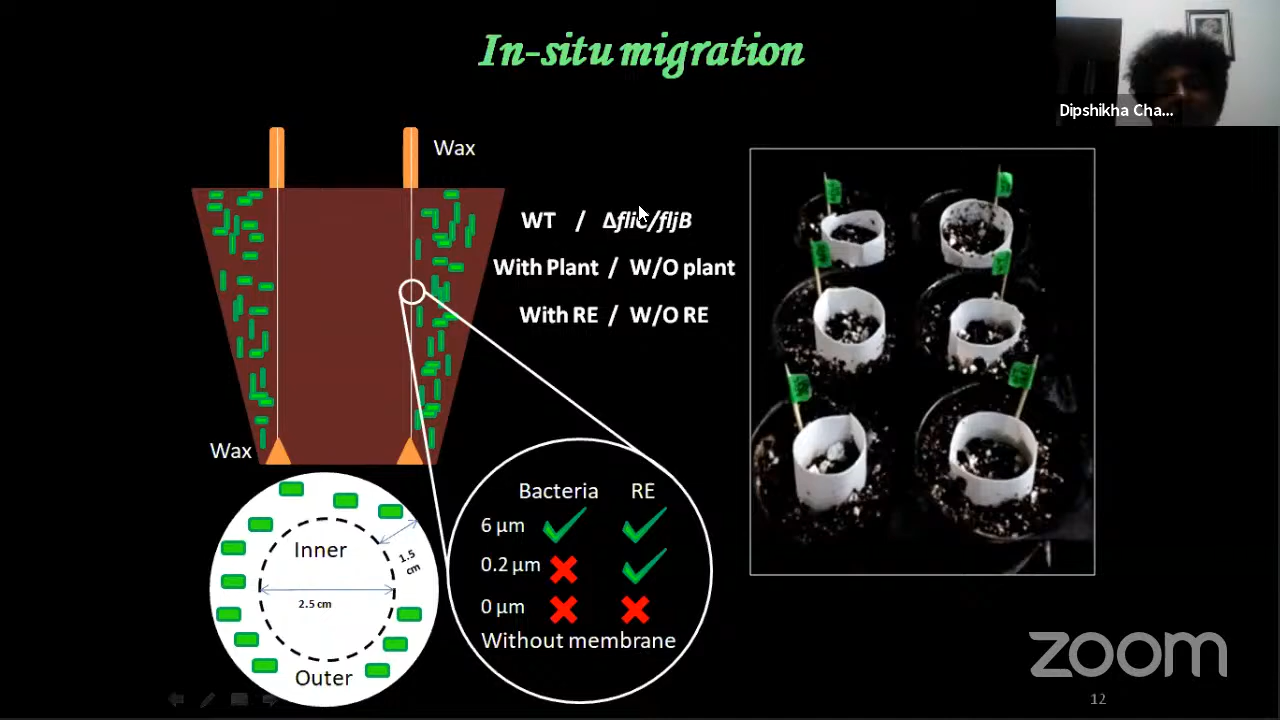 In-situ migration
Dipshikha Cha...
Wax
WT / ΔfliC/fljB
With Plant / W/O plant
With RE / W/O RE
Wax
Bacteria RE
6 µm
0.2 µm
0 µm
Without membrane
Inner
1.5 cm
2.5 cm
Outer
zoom
12